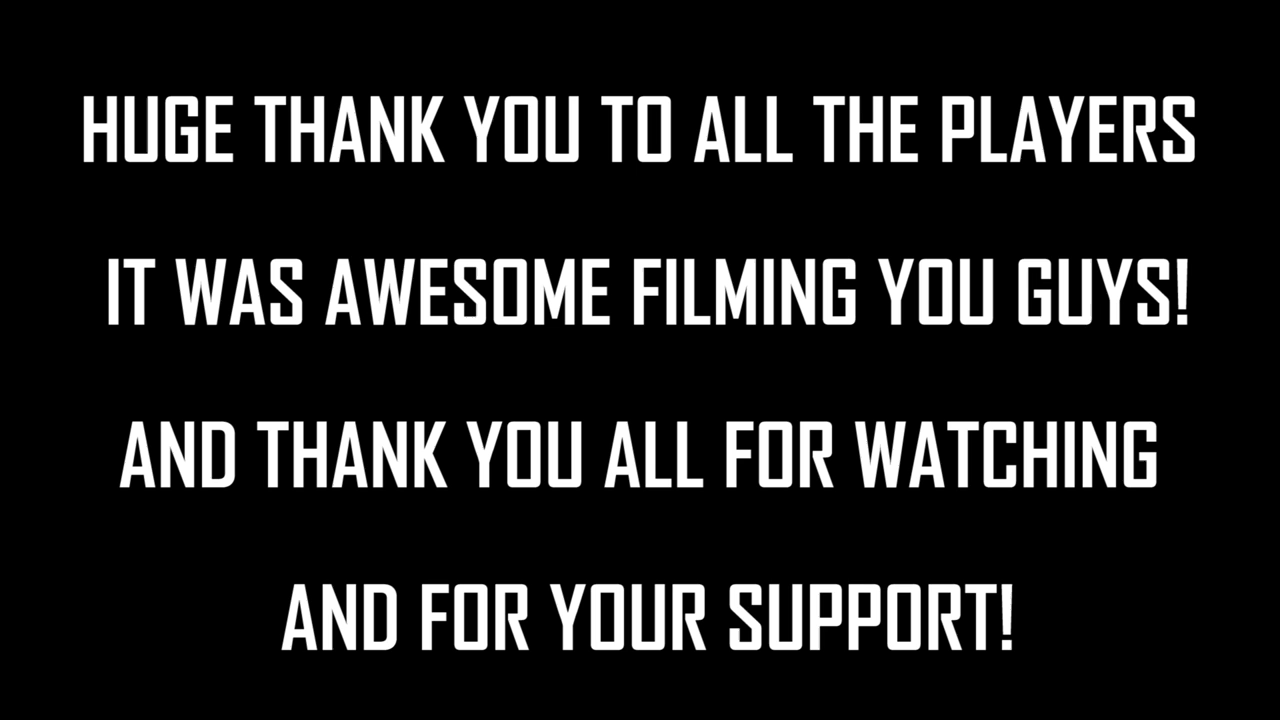 HUGE THANK YOU TO ALL THE PLAYERS
IT WAS AWESOME FILMING YOU GUYS!
AND THANK YOU ALL FOR WATCHING
AND FOR YOUR SUPPORT!